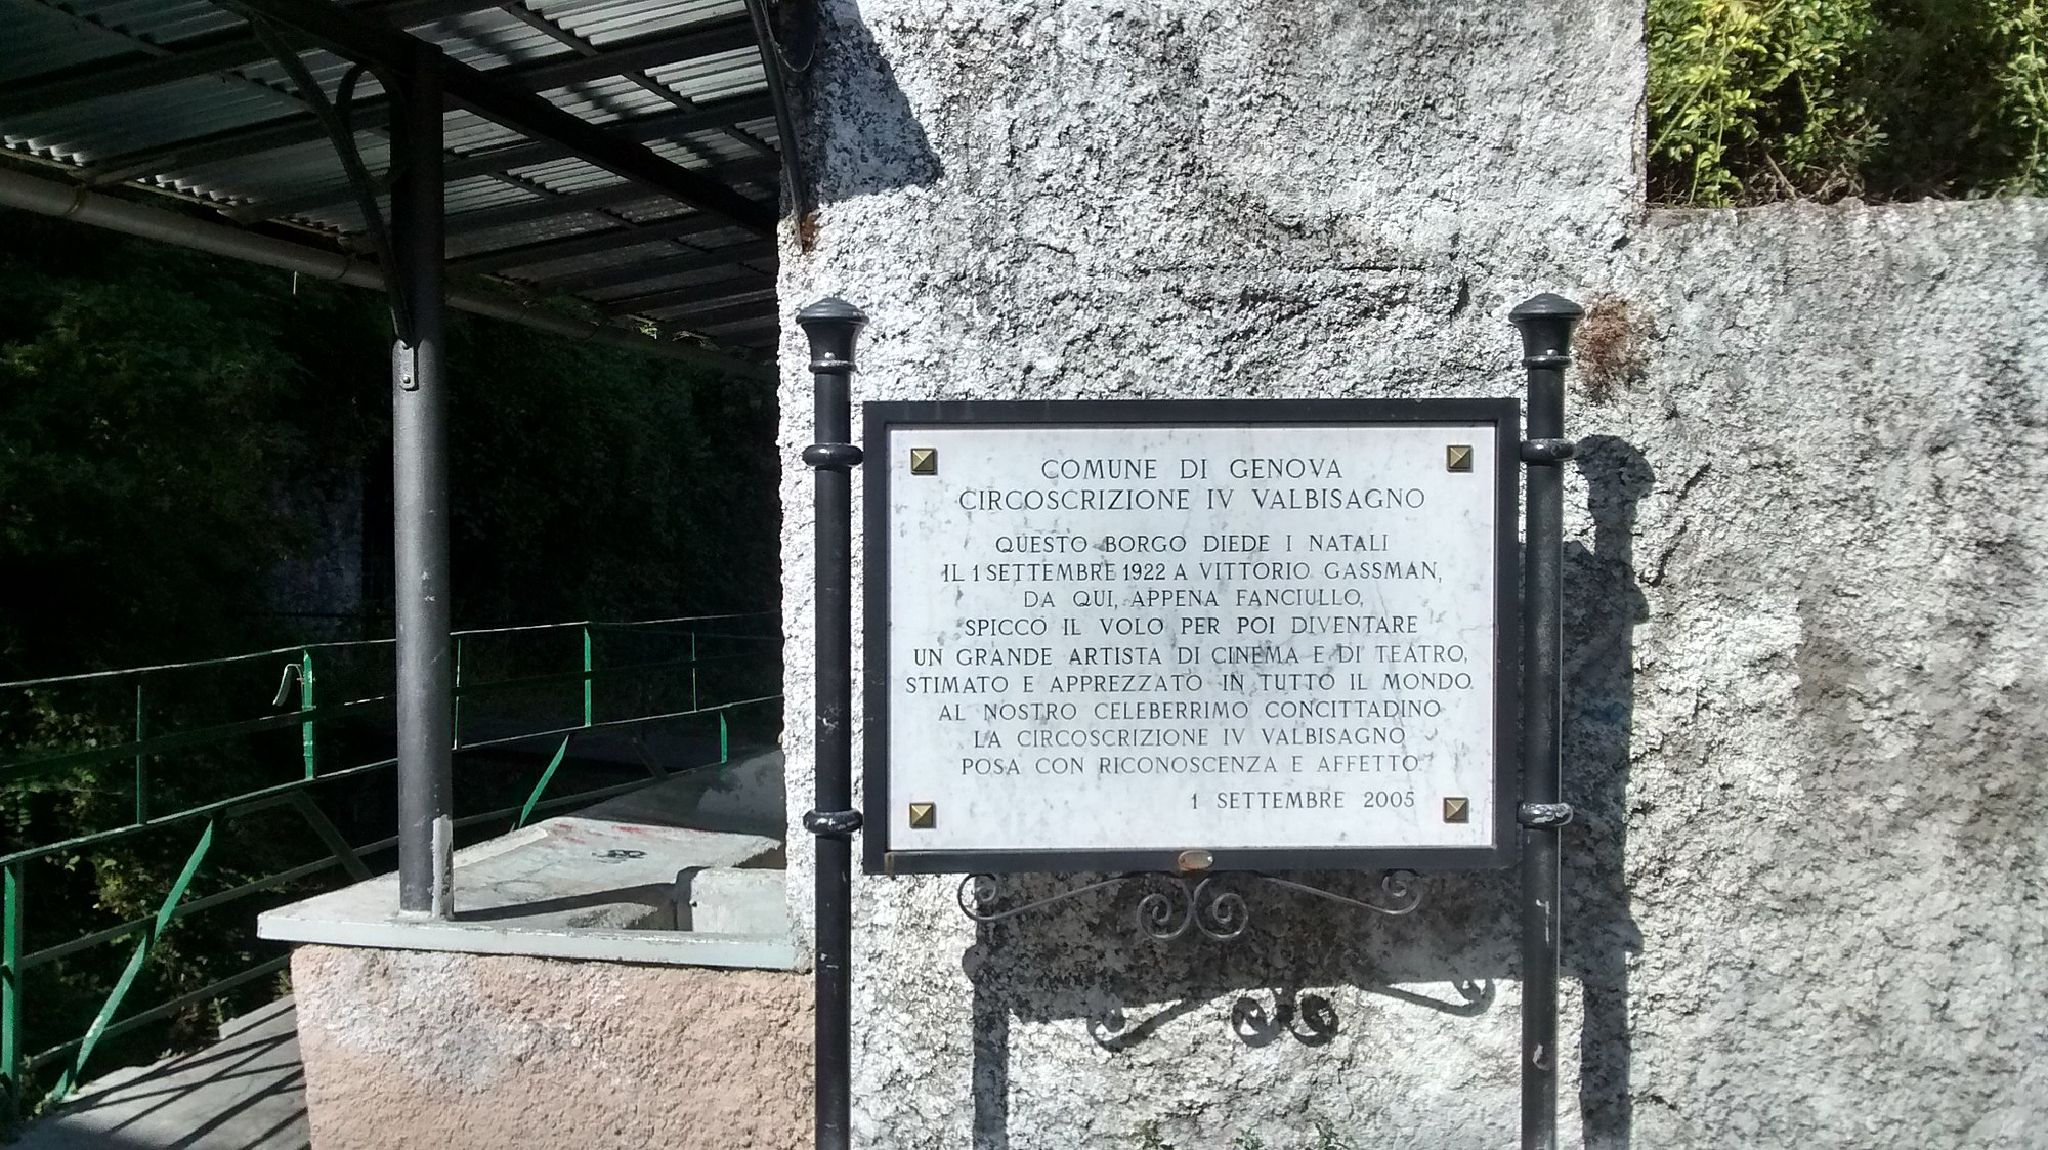 COMUNE DI GENOVA
CIRCOSCRIZIONE IV VALBISAGNO
QUESTO BORGO DIEDE I NATALI
IL 1 SETTEMBRE 1922 A VITTORIO GASSMAN,
DA QUI, APPENA FANCIULLO,
SPICCÒ IL VOLO PER POI DIVENTARE
UN GRANDE ARTISTA DI CINEMA E DI TEATRO,
STIMATO E APPREZZATO IN TUTTO IL MONDO.
AL NOSTRO CELEBERRIMO CONCITTADINO
LA CIRCOSCRIZIONE IV VALBISAGNO
POSA CON RICONOSCENZA E AFFETTO.
1 SETTEMBRE 2005